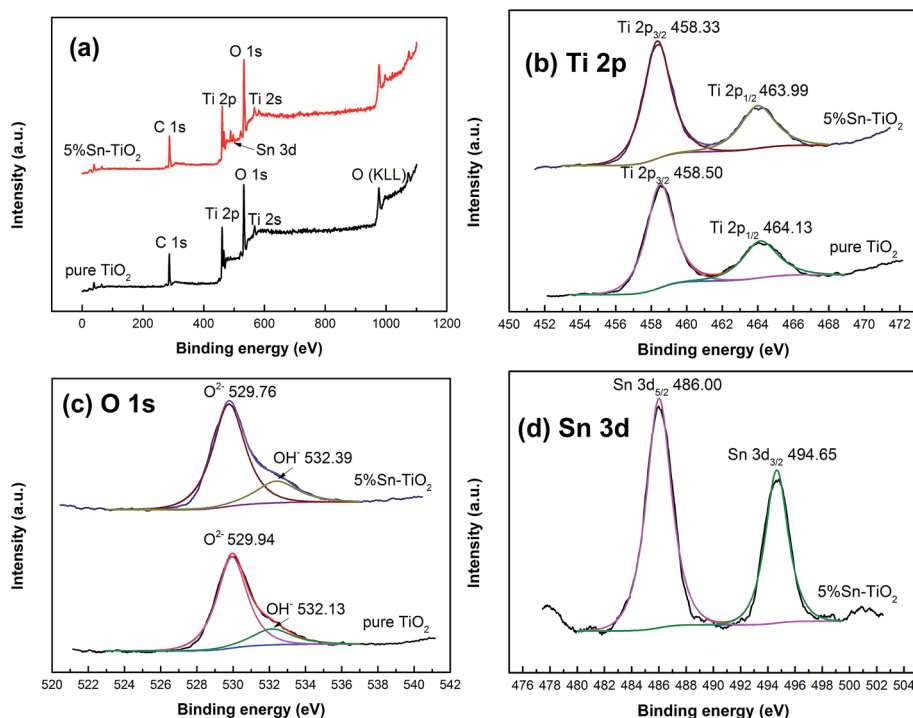 (a)
O 1s
Ti 2p
Ti 2s
C 1s
Sn 3d
5%Sn-TiO₂
O 1s
O (KLL)
Ti 2p
Ti 2s
C 1s
pure TiO₂
0 200 400 600 800 1000 1200
Binding energy (eV)
Intensity (a.u.)
(b) Ti 2p
Ti 2p₃/₂ 458.33
Ti 2p₁/₂ 463.99
5%Sn-TiO₂
Ti 2p₃/₂ 458.50
Ti 2p₁/₂ 464.13
pure TiO₂
450 452 454 456 458 460 462 464 466 468 470 472
Binding energy (eV)
Intensity (a.u.)
(c) O 1s
O²⁻ 529.76
OH⁻ 532.39
5%Sn-TiO₂
O²⁻ 529.94
OH⁻ 532.13
pure TiO₂
520 522 524 526 528 530 532 534 536 538 540 542
Binding energy (eV)
Intensity (a.u.)
(d) Sn 3d
Sn 3d₅/₂ 486.00
Sn 3d₃/₂ 494.65
5%Sn-TiO₂
476 478 480 482 484 486 488 490 492 494 496 498 500 502 504
Binding energy (eV)
Intensity (a.u.)